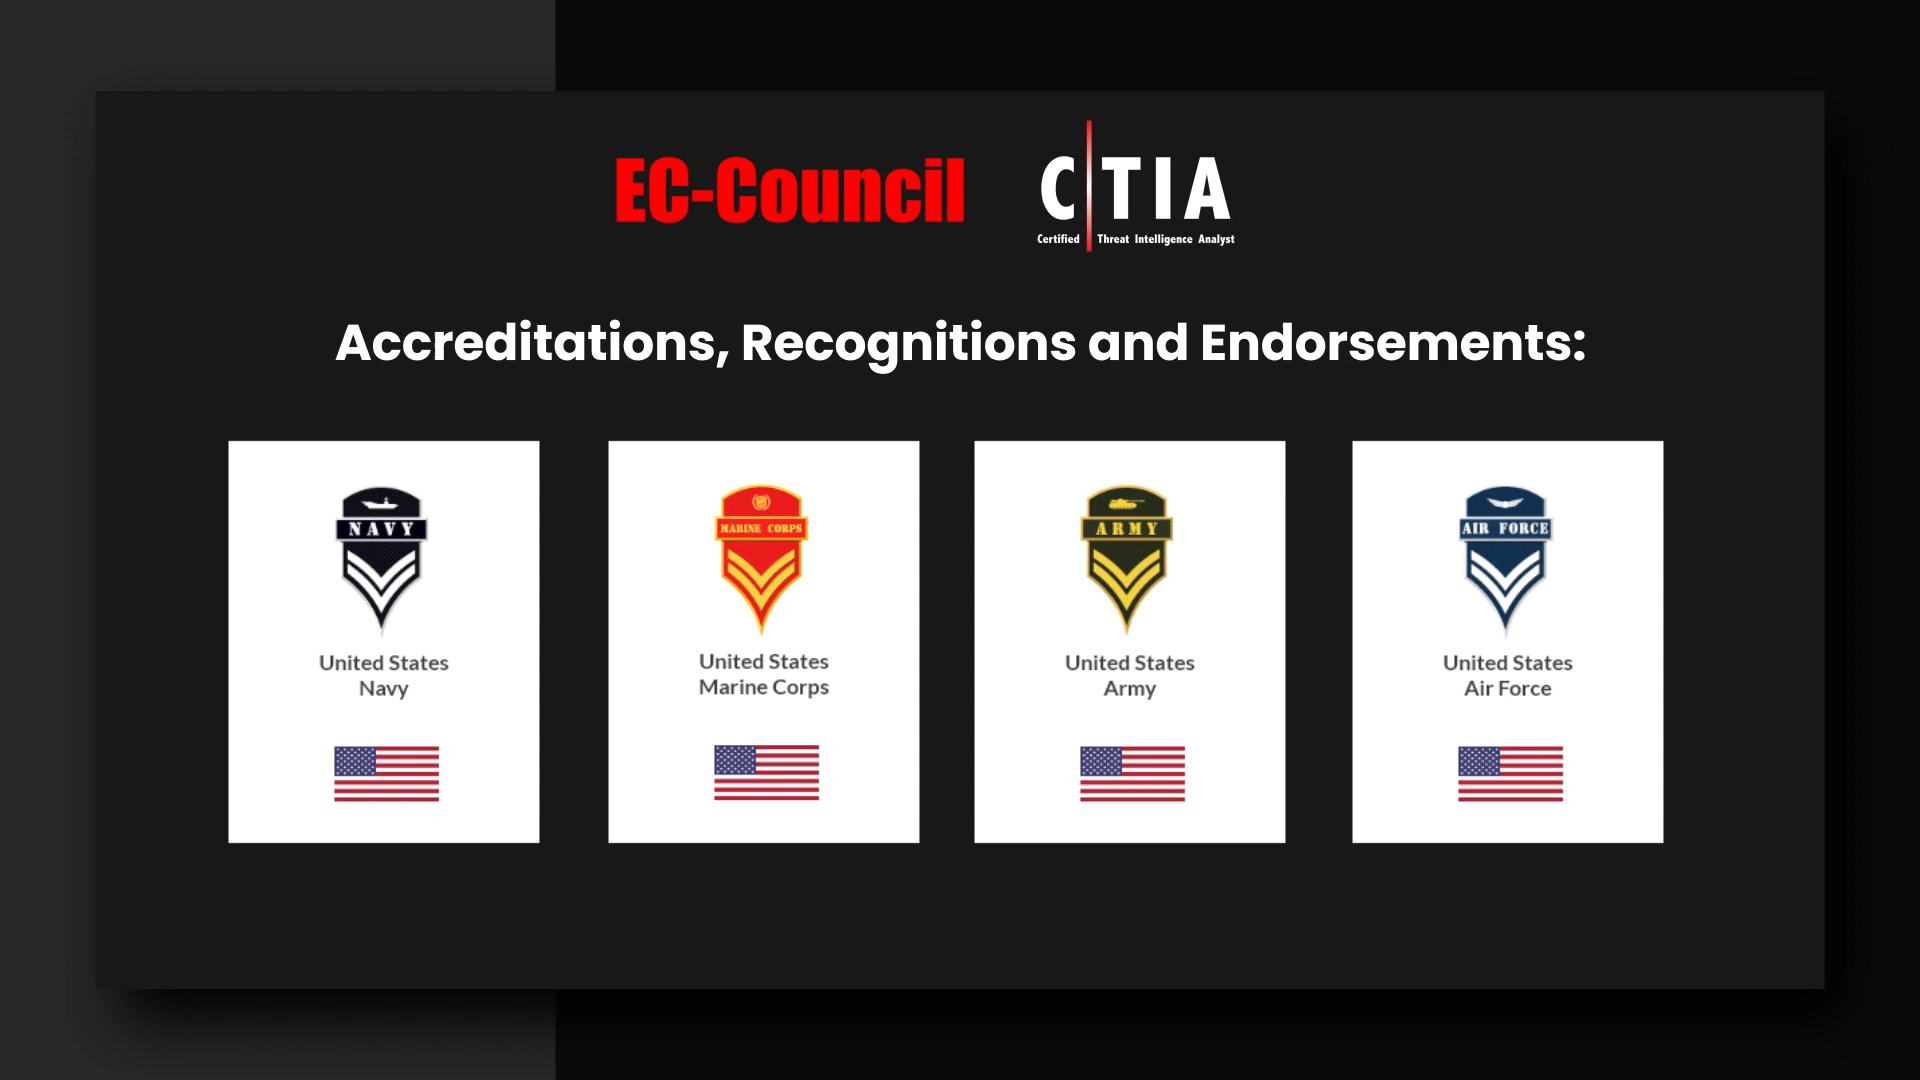 EC-Council
C|TIA
Certified Threat Intelligence Analyst
Accreditations, Recognitions and Endorsements:
NAVY
United States
Navy
MARINE CORPS
United States
Marine Corps
ARMY
United States
Army
AIR FORCE
United States
Air Force